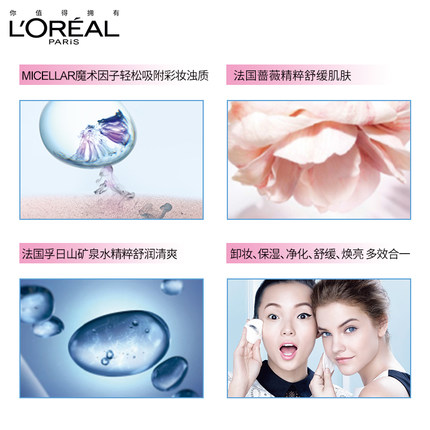 你值得拥有
L'ORÉAL
PARiS
MICELLAR魔术因子轻松吸附彩妆浊质
法国蔷薇精粹舒缓肌肤
法国孚日山矿泉水精粹舒润清爽
卸妆、保湿、净化、舒缓、焕亮 多效合一